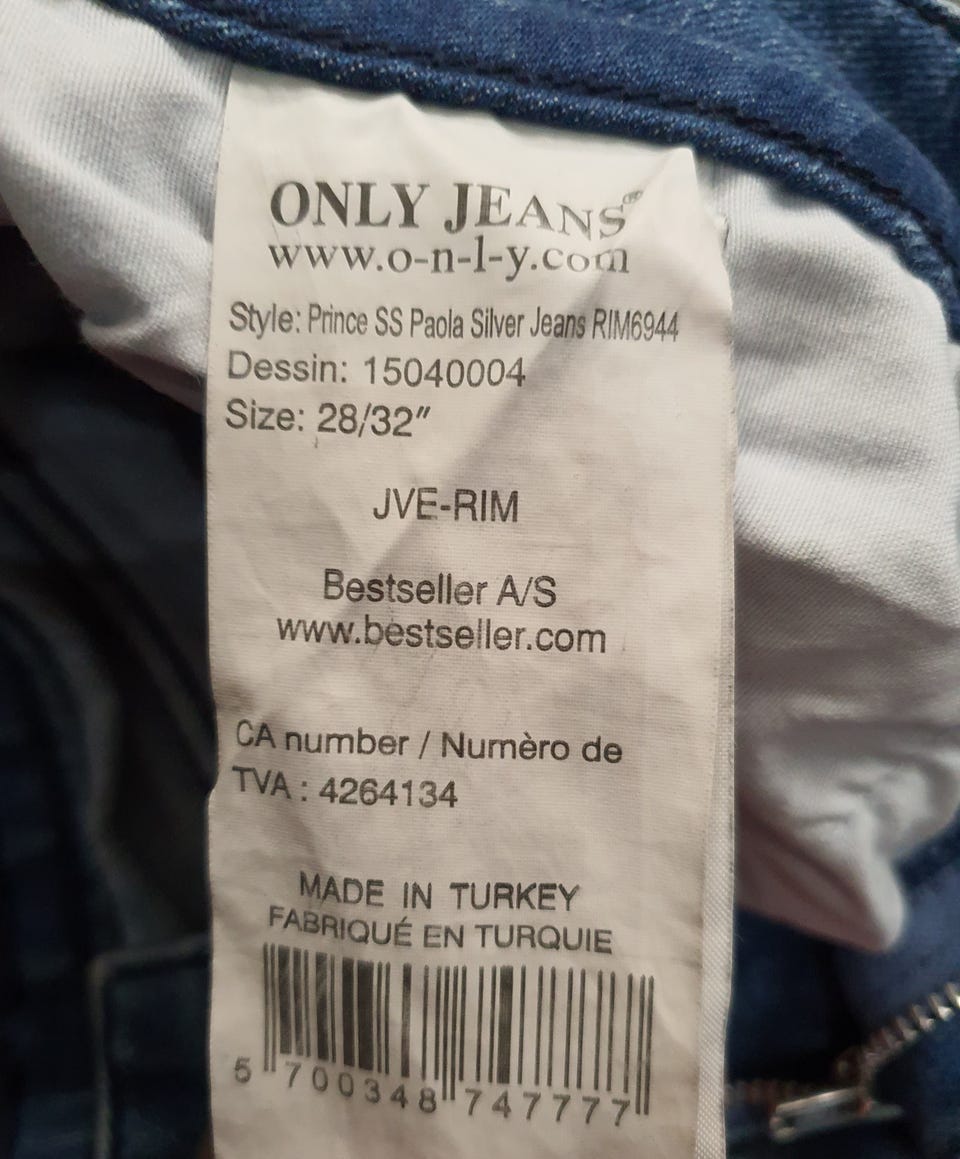 ONLY JEANS®
www.o-n-l-y.com
Style: Prince SS Paola Silver Jeans RIM6944
Dessin: 15040004
Size: 28/32"
JVE-RIM
Bestseller A/S
www.bestseller.com
CA number / Numèro de
TVA : 4264134
MADE IN TURKEY
FABRIQUÉ EN TURQUIE
5 700348 747777